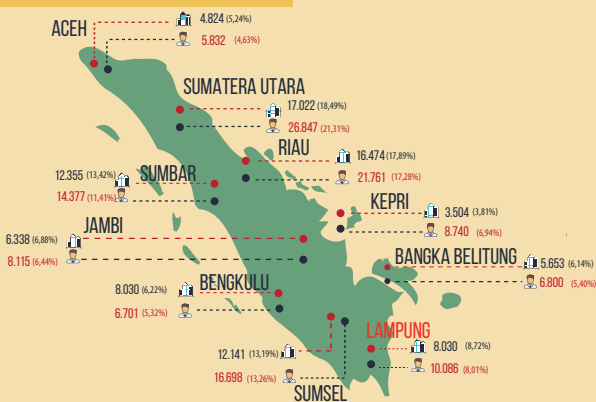 ACEH
4.824 (5,24%)
5.832 (4,63%)
SUMATERA UTARA
17.022 (18,49%)
26.847 (21,31%)
RIAU
16.474 (17,89%)
21.761 (17,28%)
12.355 (13,42%)
SUMBAR
14.377 (11,41%)
KEPRI
3.504 (3,81%)
8.740 (6,94%)
JAMBI
6.338 (6,88%)
8.115 (6,44%)
BANGKA BELITUNG
5.653 (6,14%)
6.800 (5,40%)
BENGKULU
8.030 (6,22%)
6.701 (5,32%)
LAMPUNG
8.030 (8,72%)
10.086 (8,01%)
12.141 (13,19%)
16.698 (13,26%)
SUMSEL